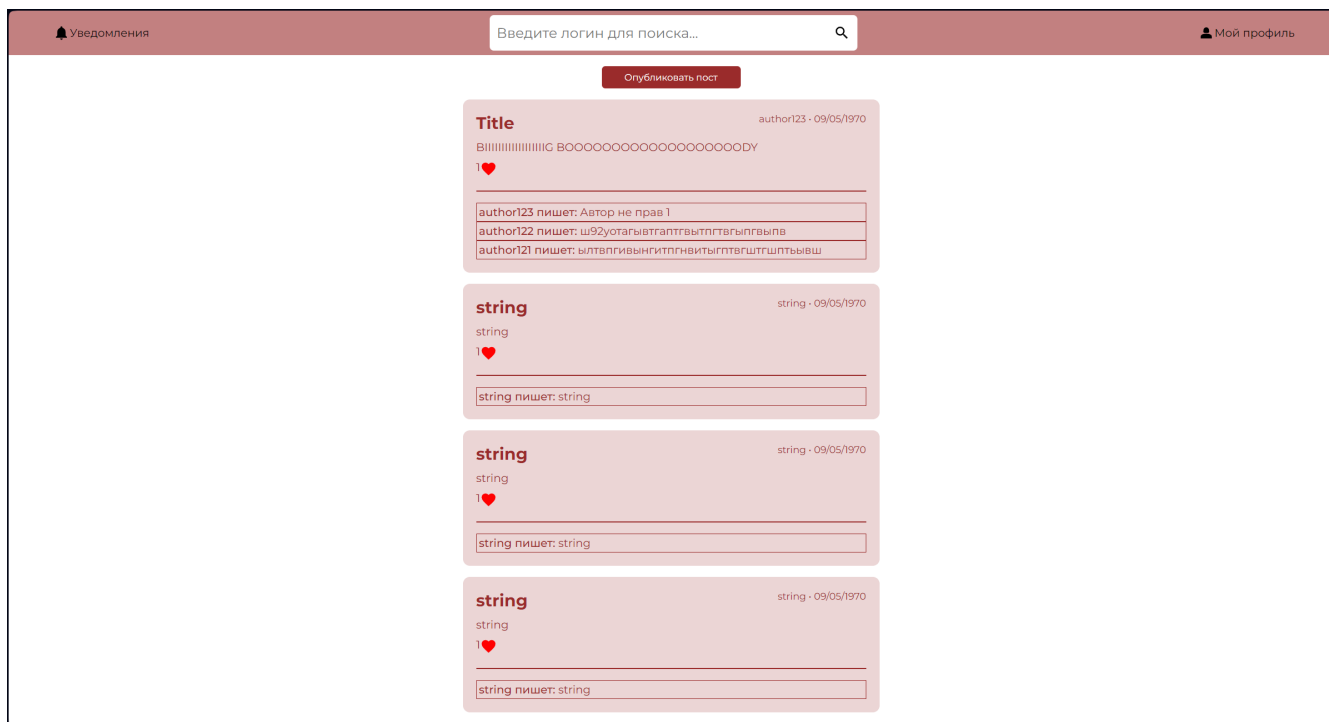 Уведомления
Введите логин для поиска...
Мой профиль
Опубликовать пост
Title
author123 • 09/05/1970
BIIIIIIIIIIIIIIIIIG BOOOOOOOOOOOOOOOOOOODY
1
author123 пишет: Автор не прав 1
author122 пишет: ш92уотагывтгаптгвытпгтвгыпгвыпв
author121 пишет: ылтвпгивынгитпгнвитыгптвгштгшптьывш
string
string • 09/05/1970
string
1
string пишет: string
string
string • 09/05/1970
string
1
string пишет: string
string
string • 09/05/1970
string
1
string пишет: string